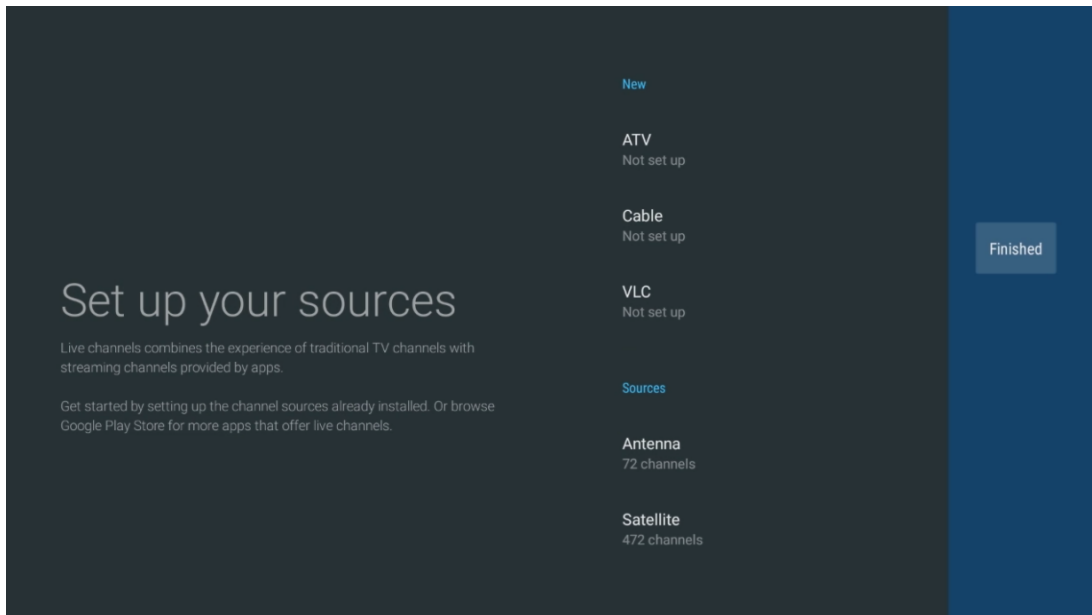 Set up your sources
Live channels combines the experience of traditional TV channels with
streaming channels provided by apps.
Get started by setting up the channel sources already installed. Or browse
Google Play Store for more apps that offer live channels.
New
ATV
Not set up
Cable
Not set up
VLC
Not set up
Sources
Antenna
72 channels
Satellite
472 channels
Finished